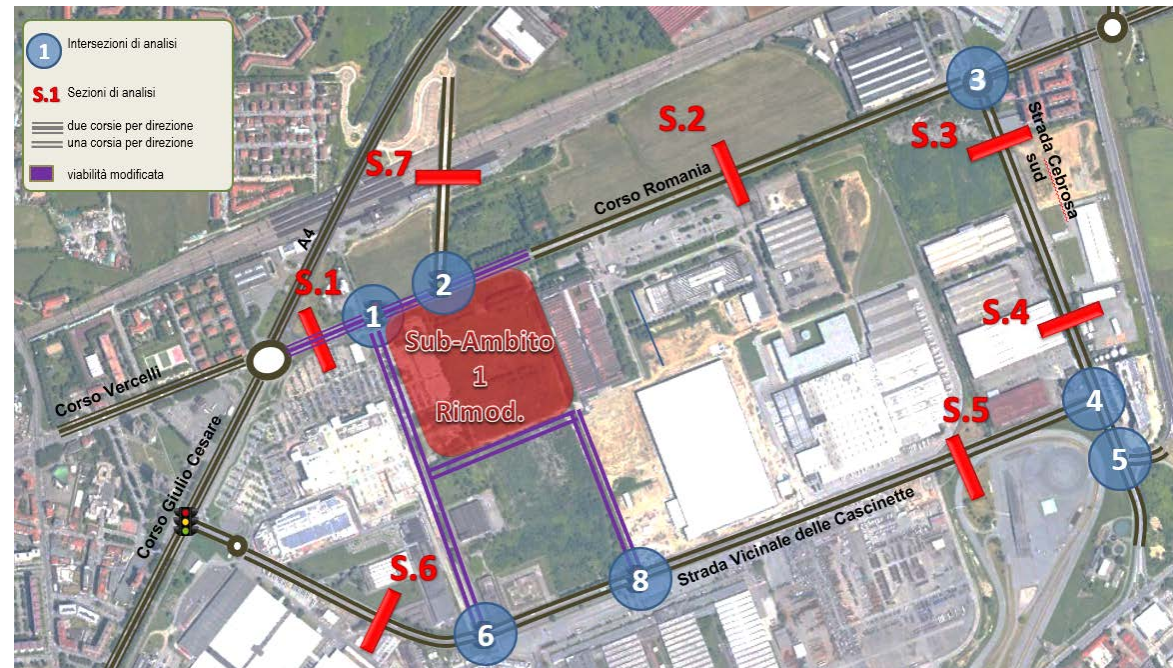 1 Intersezioni di analisi
S.1 Sezioni di analisi
due corsie per direzione
una corsia per direzione
viabilità modificata
3
S.2
S.3
Strada Cebrosa
sud
S.7
Corso Romania
A4
2
S.1
1
Sub-Ambito
1
Rimod.
S.4
Corso Vercelli
4
S.5
5
Corso Giulio Cesare
Strada Vicinale delle Cascinette
8
S.6
6